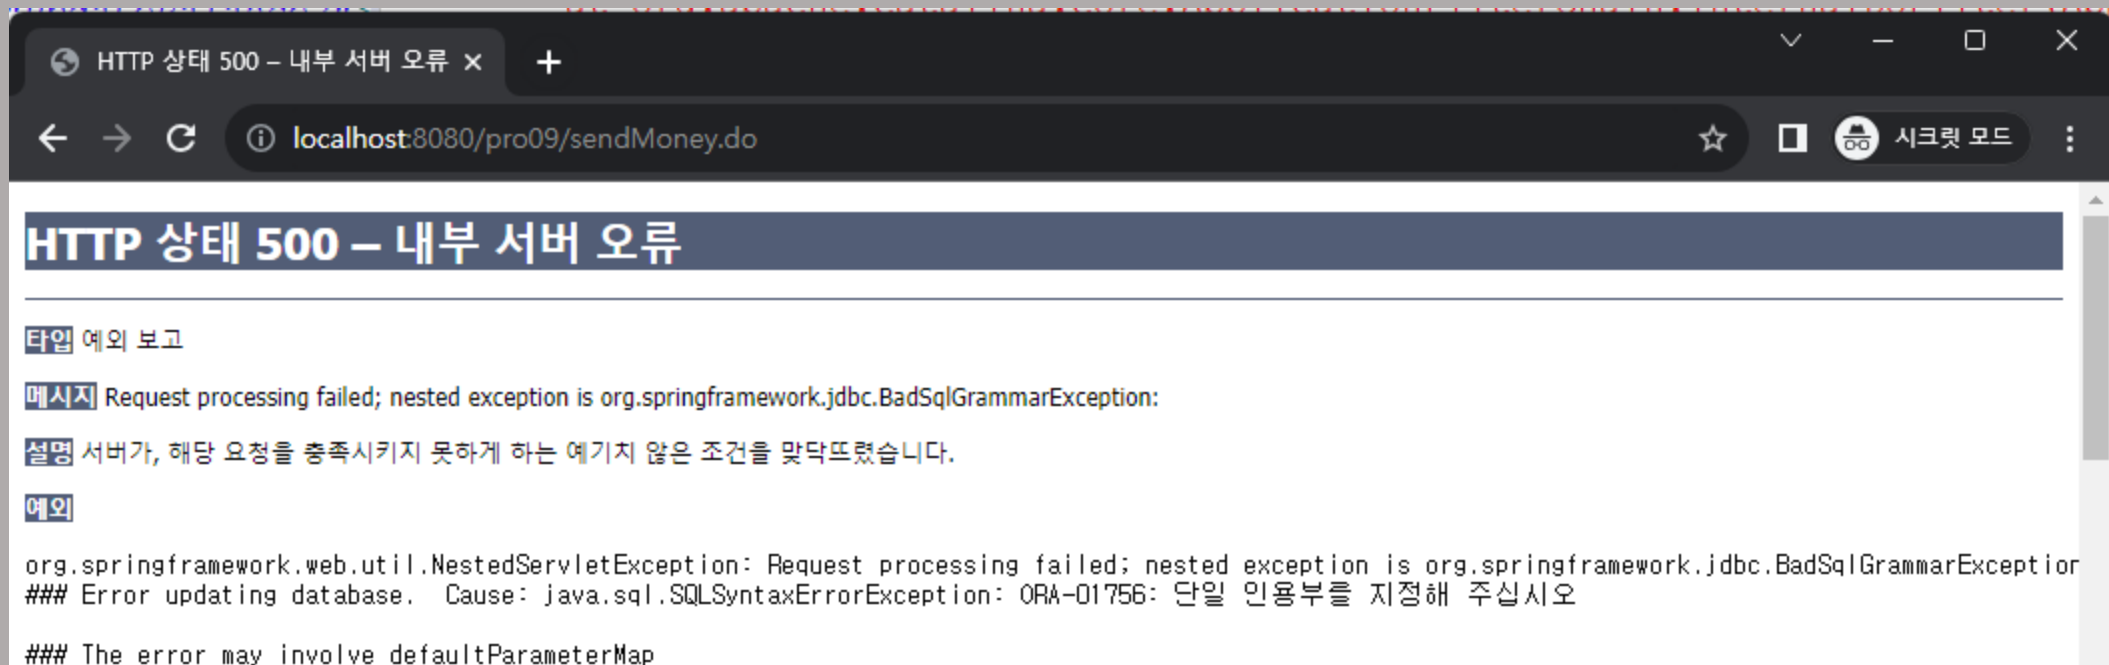 HTTP 상태 500 – 내부 서버 오류
localhost:8080/pro09/sendMoney.do
시크릿 모드
HTTP 상태 500 – 내부 서버 오류
타입 예외 보고
메시지 Request processing failed; nested exception is org.springframework.jdbc.BadSqlGrammarException:
설명 서버가, 해당 요청을 충족시키지 못하게 하는 예기치 않은 조건을 맞닥뜨렸습니다.
예외
org.springframework.web.util.NestedServletException: Request processing failed; nested exception is org.springframework.jdbc.BadSqlGrammarException
### Error updating database.  Cause: java.sql.SQLSyntaxErrorException: ORA-01756: 단일 인용부를 지정해 주십시오
### The error may involve defaultParameterMap